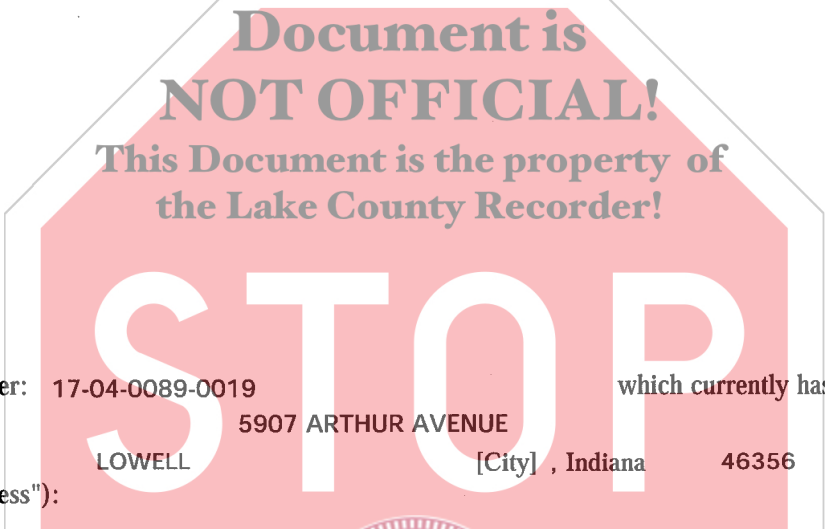 Document is
NOT OFFICIAL!
This Document is the property of
the Lake County Recorder!
STOP
er: 17-04-0089-0019 which currently has
5907 ARTHUR AVENUE
LOWELL [City] , Indiana 46356
ess"):